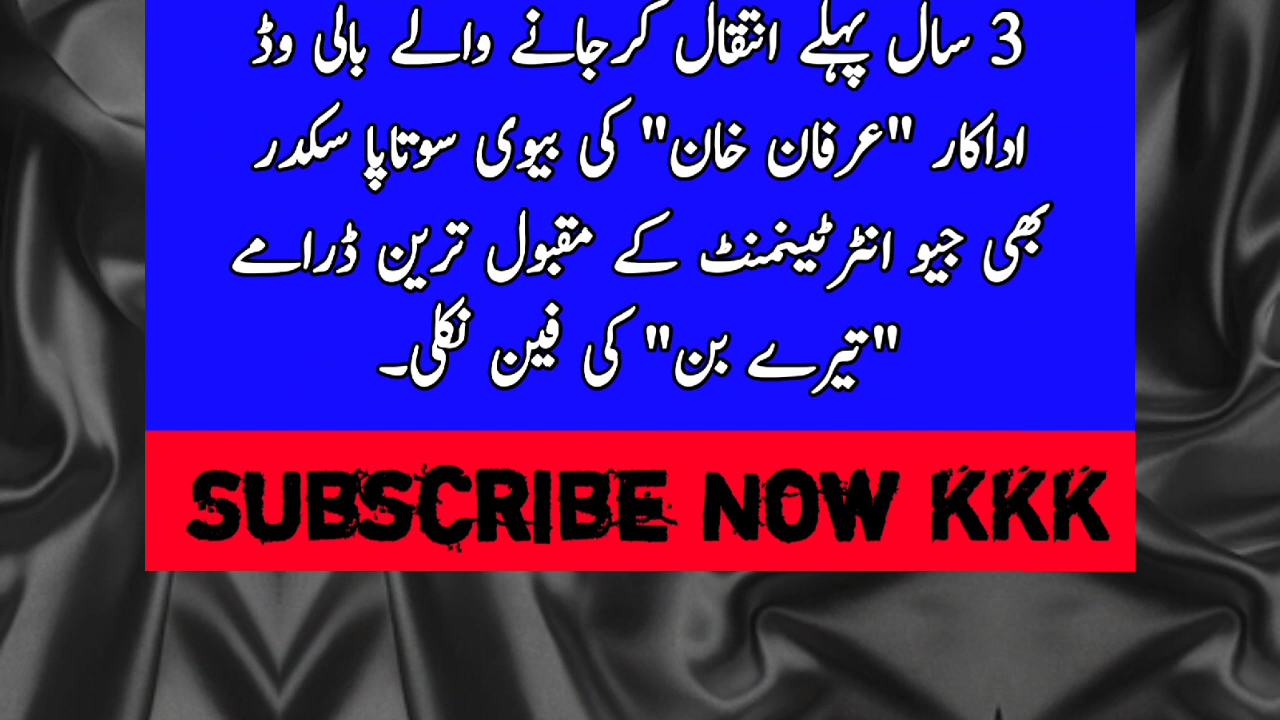 3 سال پہلے انتقال کرجانے والے بالی وڈ
اداکار "عرفان خان" کی بیوی سوتاپا سکدر
بھی جیو انٹرٹینمنٹ کے مقبول ترین ڈرامے
"تیرے بن" کی فین نکلی۔
SUBSCRIBE NOW KKK